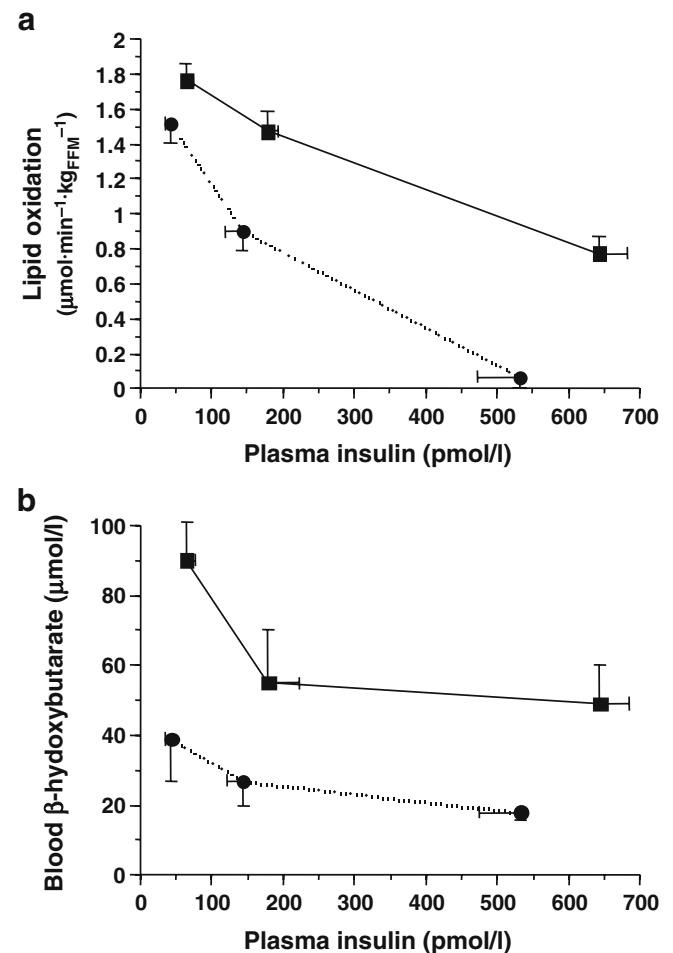 a
Lipid oxidation
(μmol·min⁻¹·kg_FFM⁻¹)
2
1.8
1.6
1.4
1.2
1
0.8
0.6
0.4
0.2
0
0 100 200 300 400 500 600 700
Plasma insulin (pmol/l)
b
Blood β-hydoxybutarate (μmol/l)
100
80
60
40
20
0
0 100 200 300 400 500 600 700
Plasma insulin (pmol/l)